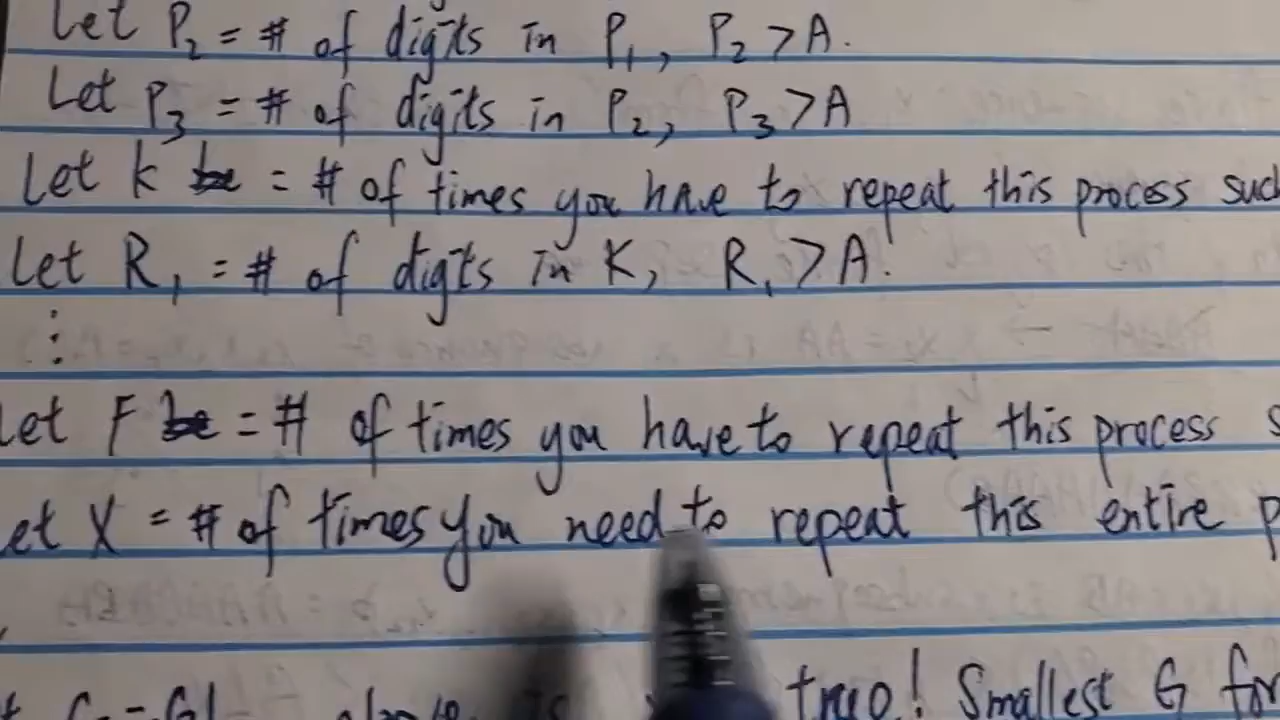 Let P₂ = # of digits in P₁, P₂ > A.
Let P₃ = # of digits in P₂, P₃ > A
Let k = # of times you have to repeat this process such
Let R₁ = # of digts in K, R₁ > A.
⋮
Let F = # of times you have to repeat this process s
et X = # of times you need to repeat this entire p
true! Smallest G for